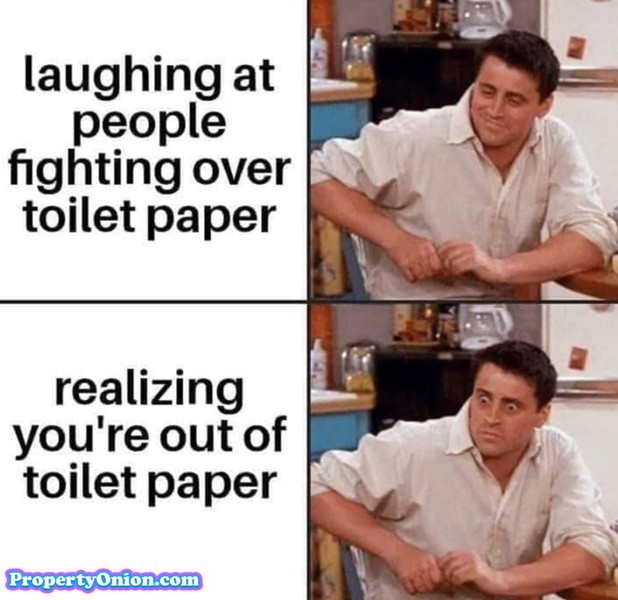 laughing at
people
fighting over
toilet paper
realizing
you're out of
toilet paper
PropertyOnion.com